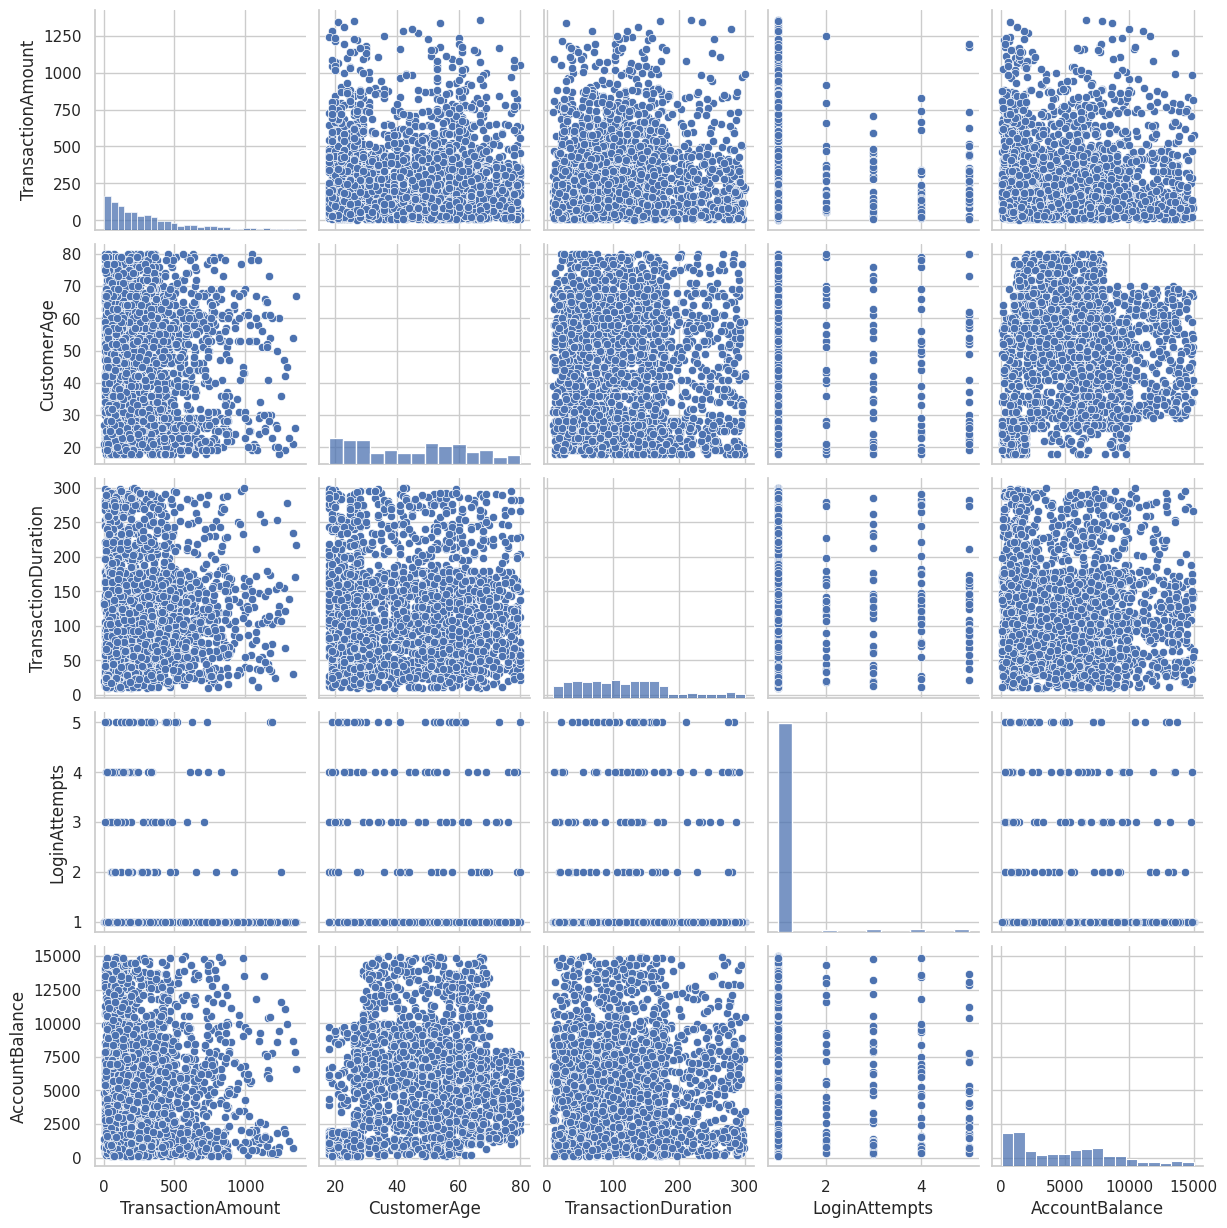 TransactionAmount
1250
1000
750
500
250
0
CustomerAge
80
70
60
50
40
30
20
TransactionDuration
300
250
200
150
100
50
0
LoginAttempts
5
4
3
2
1
AccountBalance
15000
12500
10000
7500
5000
2500
0
0 500 1000
20 40 60 80
0 100 200 300
2 4
0 5000 10000 15000
TransactionAmount
CustomerAge
TransactionDuration
LoginAttempts
AccountBalance